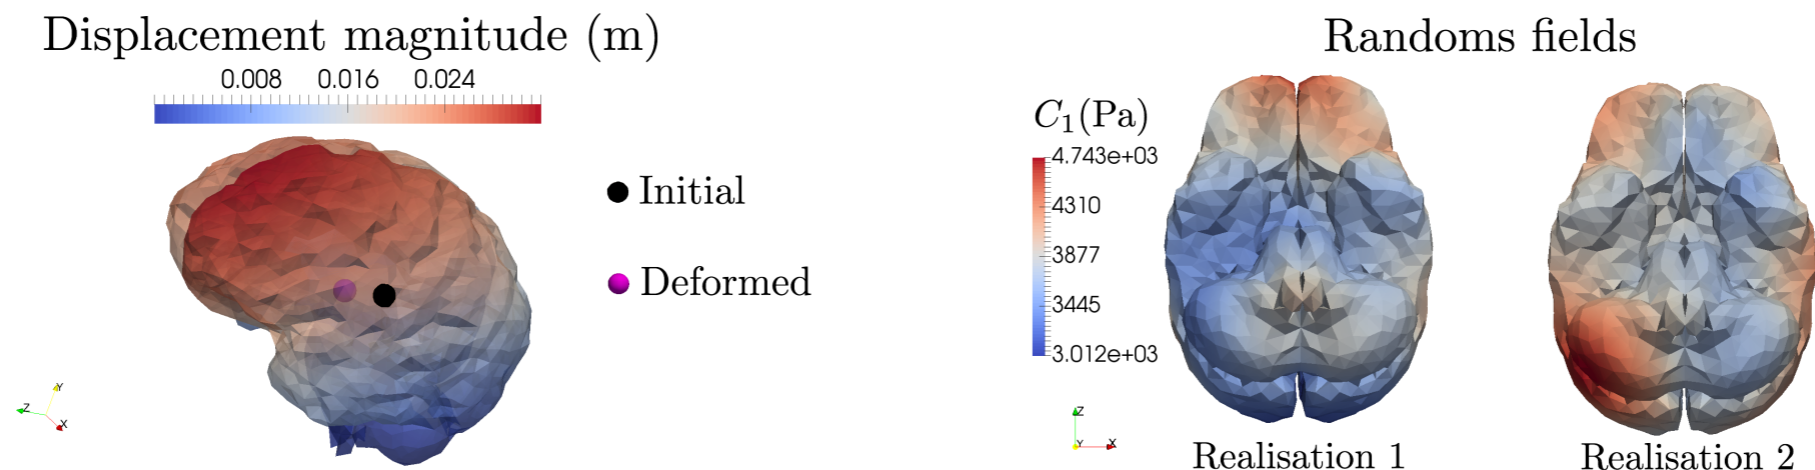 Displacement magnitude (m)
0.008 0.016 0.024
Initial
Deformed
Z Y X
Randoms fields
C₁(Pa)
4.743e+03
4310
3877
3445
3.012e+03
Z Y X
Realisation 1
Realisation 2